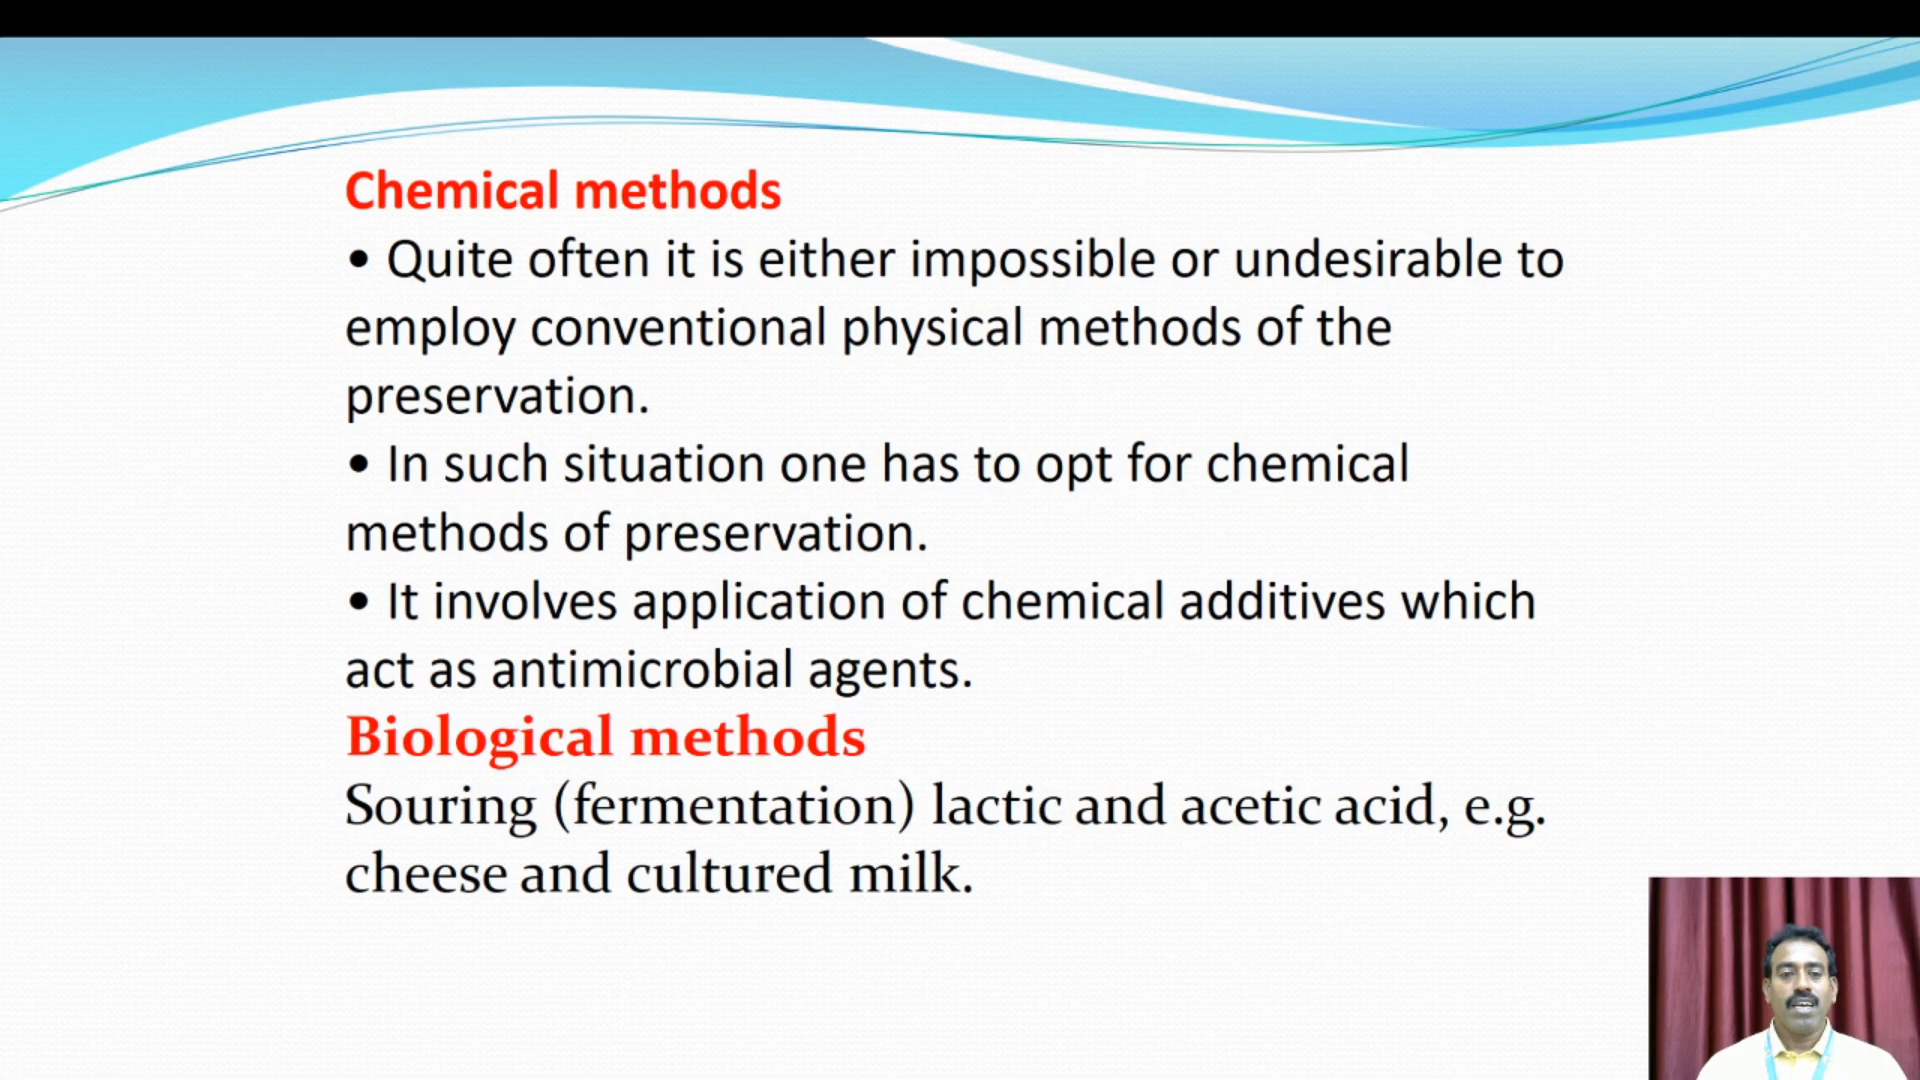 Chemical methods
• Quite often it is either impossible or undesirable to
employ conventional physical methods of the
preservation.
• In such situation one has to opt for chemical
methods of preservation.
• It involves application of chemical additives which
act as antimicrobial agents.
Biological methods
Souring (fermentation) lactic and acetic acid, e.g.
cheese and cultured milk.